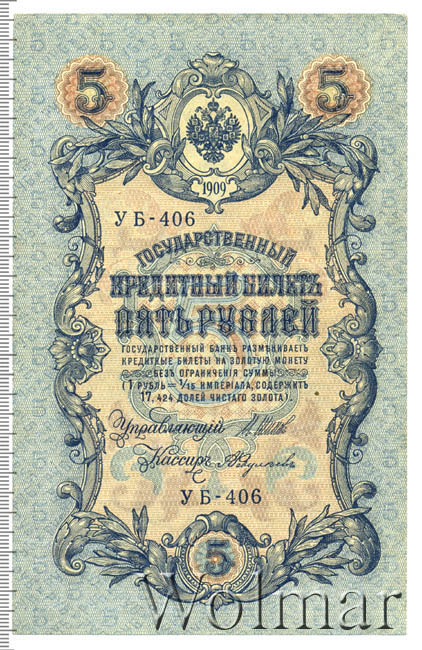 5 5
1909
УБ-406
ГОСУДАРСТВЕННЫЙ
КРЕДИТНЫЙ БИЛЕТЪ
ПЯТЬ РУБЛЕЙ
ГОСУДАРСТВЕННЫЙ БАНКЪ РАЗМѢНИВАЕТЪ
КРЕДИТНЫЕ БИЛЕТЫ НА ЗОЛОТУЮ МОНЕТУ
БЕЗЪ ОГРАНИЧЕНІЯ СУММЫ
(1 РУБЛЬ = 1/15 ИМПЕРІАЛА, СОДЕРЖИТЪ
17,424 ДОЛЕЙ ЧИСТАГО ЗОЛОТА).
Управляющій
Кассиръ
УБ-406
5
Wolmar